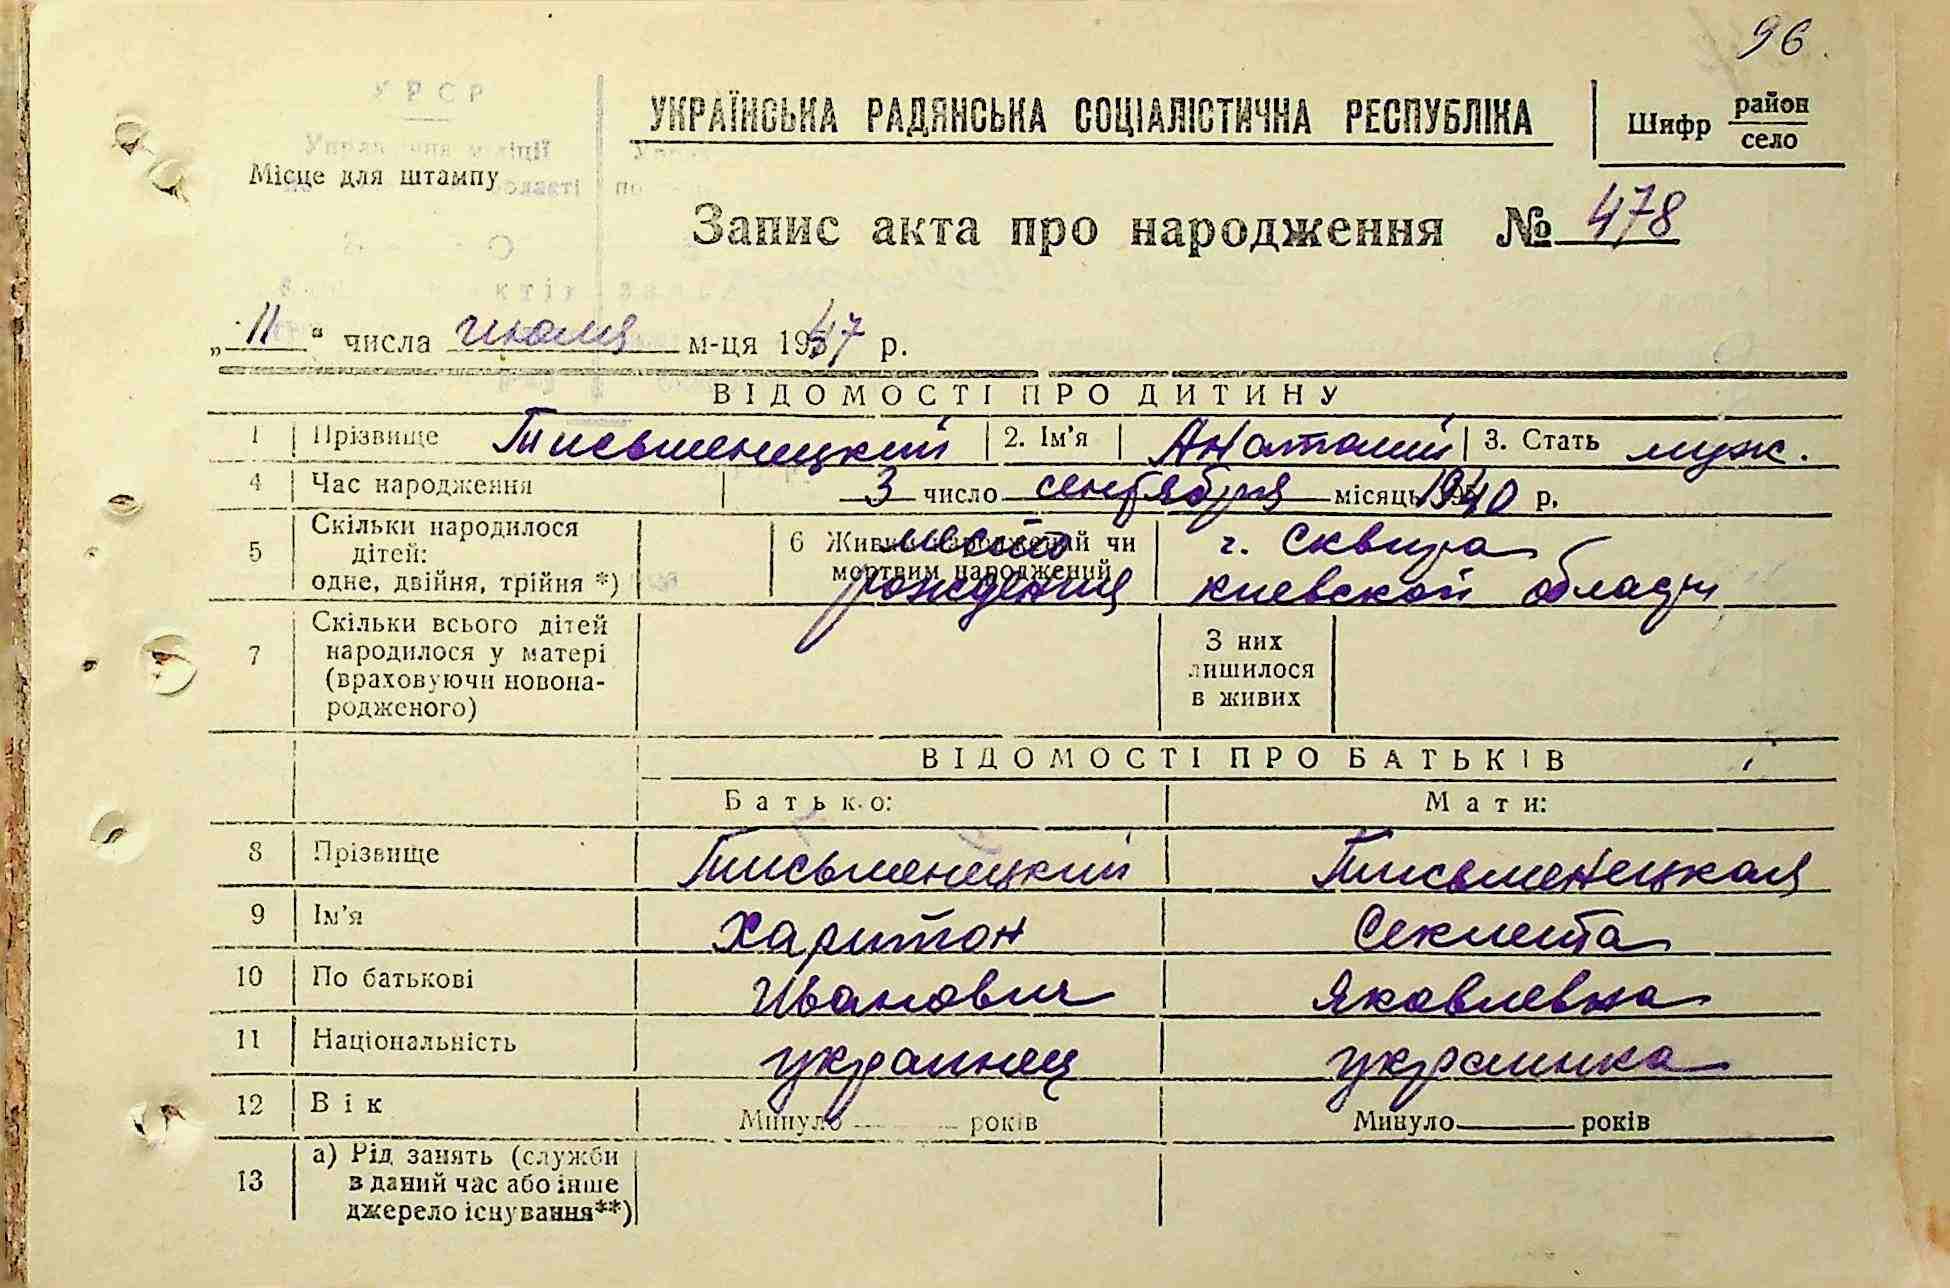 96.
УКРАЇНСЬКА РАДЯНСЬКА СОЦІАЛІСТИЧНА РЕСПУБЛІКА
Шифр район село
УРСР
Місце для штампу
Запис акта про народження № 478
„11“ числа июля м-ця 1947 р.
ВІДОМОСТІ ПРО ДИТИНУ
1 Прізвище Письменецкий 2. Ім'я Анатолий 3. Стать муж.
4 Час народження 3 число сентября місяць 1940 р.
5 Скільки народилося дітей: одне, двійня, трійня *)
6 Живим народжений чи мертвим народжений
место рождения
г. Сквира
киевской области
7 Скільки всього дітей народилося у матері (враховуючи новонародженого)
З них лишилося в живих
ВІДОМОСТІ ПРО БАТЬКІВ
Батько: Мати:
8 Прізвище Письменецкий Письменецкая
9 Ім'я Харитон Секлета
10 По батькові Иванович Яковлевна
11 Національність украинец украинка
12 Вік Минуло років Минуло років
13 а) Рід занять (служби в даний час або інше джерело існування**)